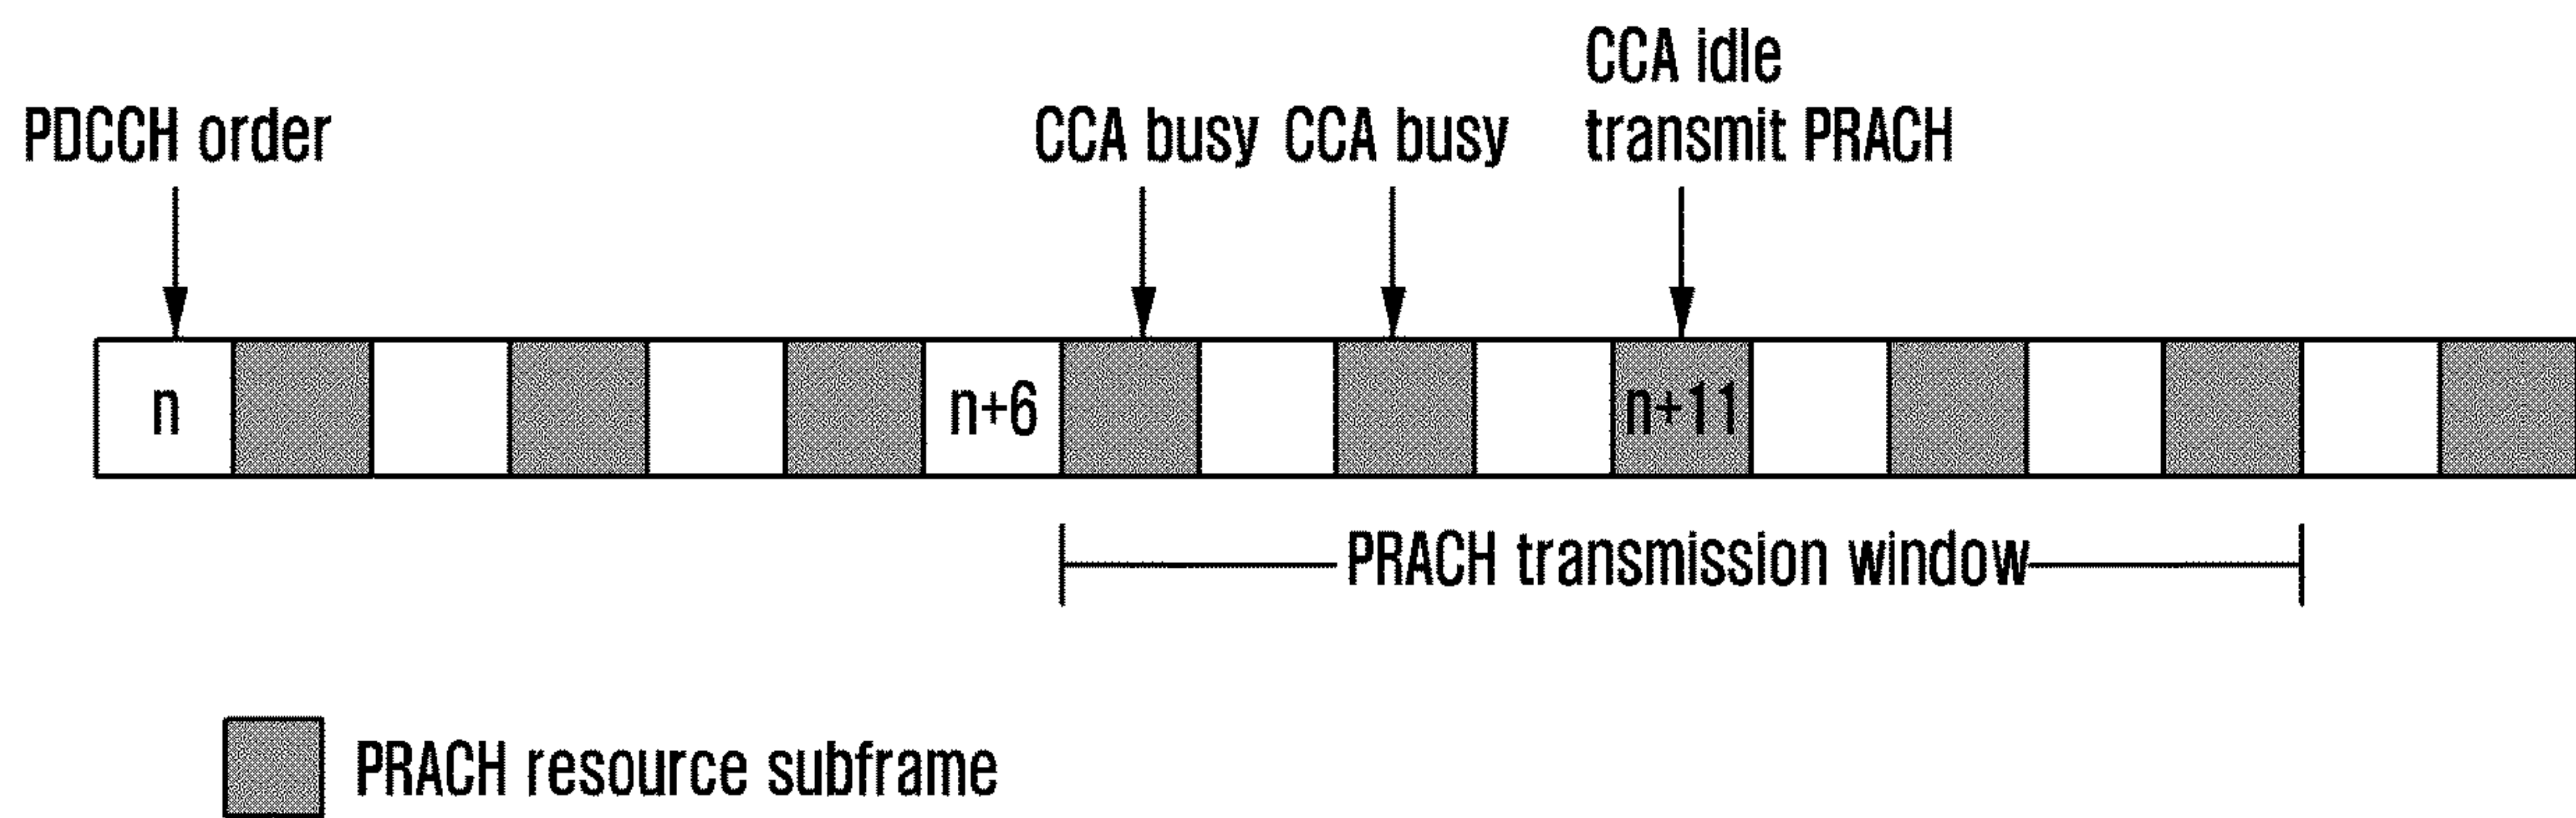 CCA idle
PDCCH order
CCA busy
CCA busy
transmit PRACH
n
n+6
n+11
PRACH transmission window
PRACH resource subframe